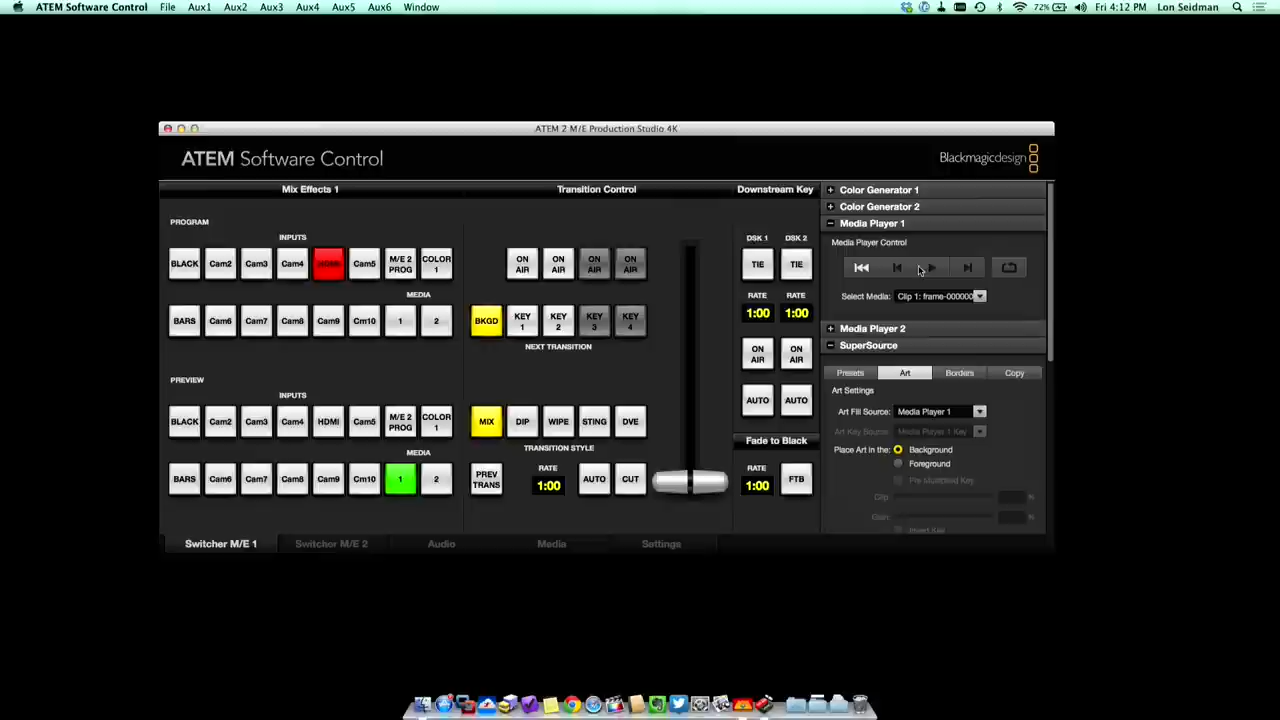 ATEM Software Control File Aux1 Aux2 Aux3 Aux4 Aux5 Aux6 Window 72% Fri 4:12 PM Lon Seidman
ATEM 2 M/E Production Studio 4K
ATEM Software Control
Blackmagicdesign
Mix Effects 1
Transition Control
Downstream Key
PROGRAM
INPUTS
BLACK Cam2 Cam3 Cam4 Cam5 M/E 2 PROG COLOR 1
MEDIA
BARS Cam6 Cam7 Cam8 Cam9 Cm10 1 2
PREVIEW
INPUTS
BLACK Cam2 Cam3 Cam4 HDMI Cam5 M/E 2 PROG COLOR 1
MEDIA
BARS Cam6 Cam7 Cam8 Cam9 Cm10 1 2
ON AIR ON AIR ON AIR ON AIR
BKGD KEY 1 KEY 2 KEY 3 KEY 4
NEXT TRANSITION
MIX DIP WIPE STING DVE
TRANSITION STYLE
PREV TRANS RATE 1:00 AUTO CUT
DSK 1 DSK 2
TIE TIE
RATE RATE
1:00 1:00
ON AIR ON AIR
AUTO AUTO
Fade to Black
RATE
1:00 FTB
Color Generator 1
Color Generator 2
Media Player 1
Media Player Control
Select Media: Clip 1: frame-000000
Media Player 2
SuperSource
Presets Art Borders Copy
Art Settings
Art Fill Source: Media Player 1
Art Key Source: Media Player 1 Key
Place Art in the: Background
Foreground
Pre Multiplied Key
Clip: %
Gain: %
Invert Key
Switcher M/E 1 Switcher M/E 2 Audio Media Settings